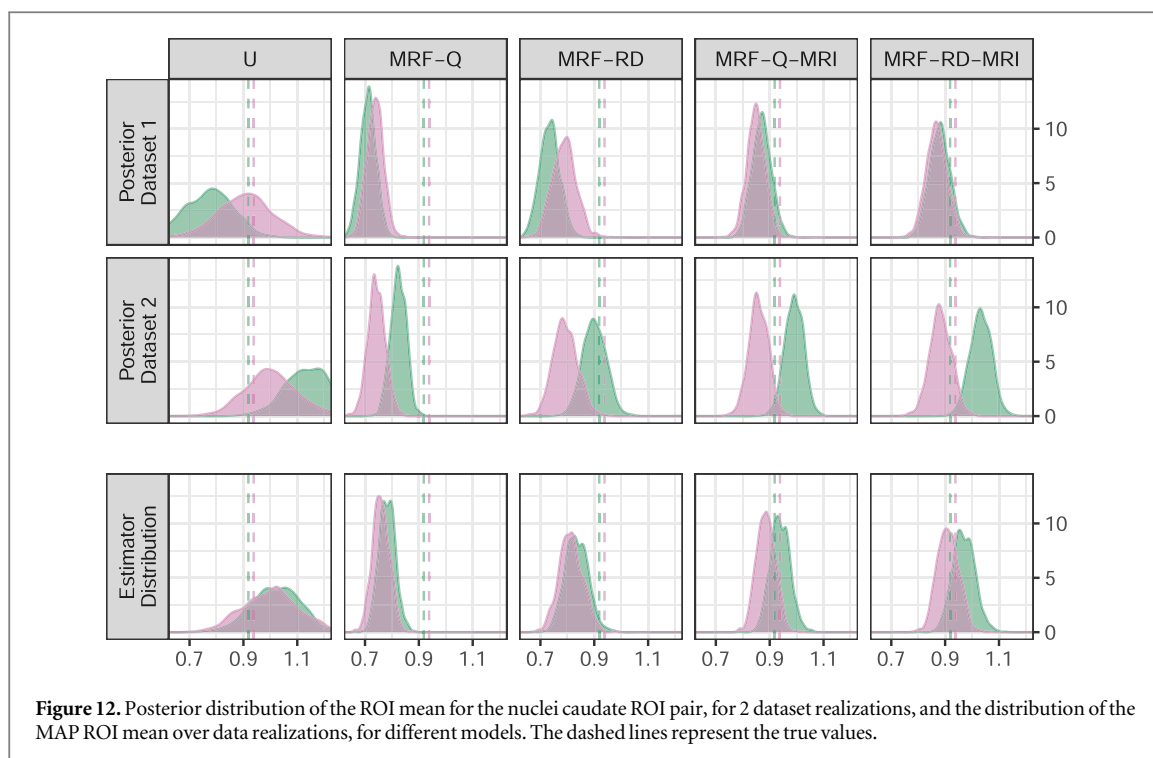 U MRF-Q MRF-RD MRF-Q-MRI MRF-RD-MRI
Posterior
Dataset 1
10
5
0
Posterior
Dataset 2
10
5
0
Estimator
Distribution
10
5
0
0.7 0.9 1.1 0.7 0.9 1.1 0.7 0.9 1.1 0.7 0.9 1.1 0.7 0.9 1.1
Figure 12. Posterior distribution of the ROI mean for the nuclei caudate ROI pair, for 2 dataset realizations, and the distribution of the
MAP ROI mean over data realizations, for different models. The dashed lines represent the true values.